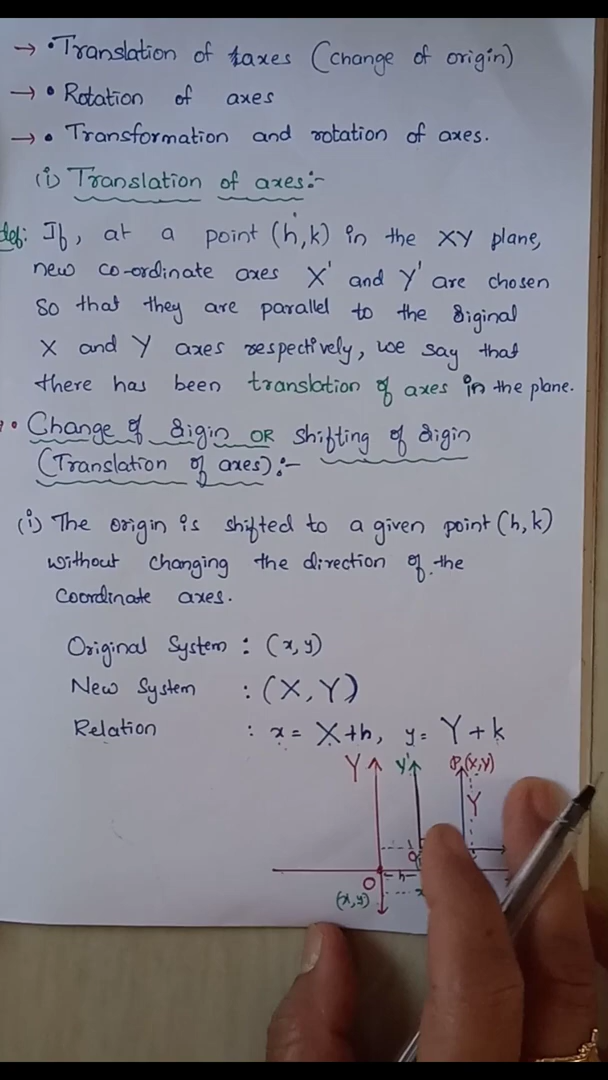 → • Translation of taxes (change of origin)
→ • Rotation of axes
→ • Transformation and rotation of axes.
(i) Translation of axes:-
def: If, at a point (h,k) in the XY plane,
new co-ordinate axes X' and Y' are chosen
so that they are parallel to the original
X and Y axes respectively, we say that
there has been translation of axes in the plane.
• Change of origin OR shifting of origin
(Translation of axes):-
(i) The origin is shifted to a given point (h,k)
without changing the direction of the
coordinate axes.
Original System : (x,y)
New System : (X,Y)
Relation : x = X+h, y = Y+k
Y Y' P(X,Y)
Y
O h
(x,y)